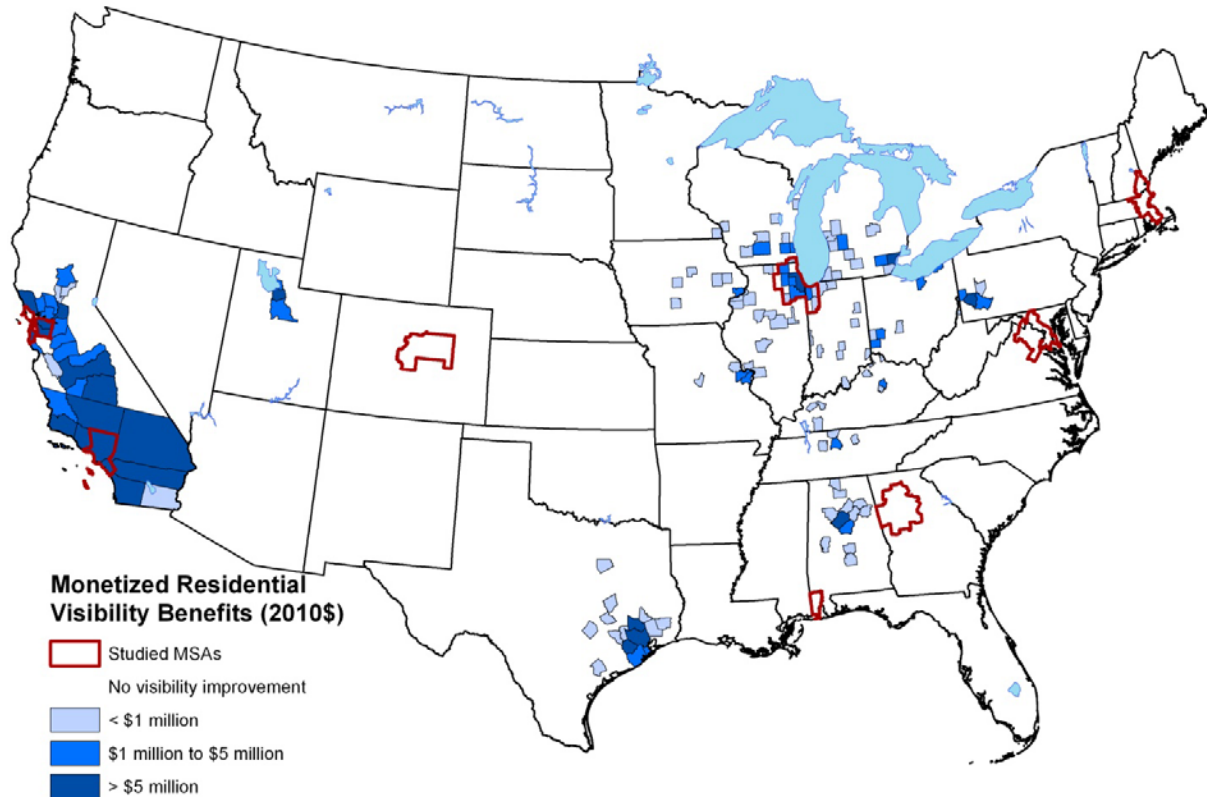 Monetized Residential
Visibility Benefits (2010$)
Studied MSAs
No visibility improvement
< $1 million
$1 million to $5 million
> $5 million